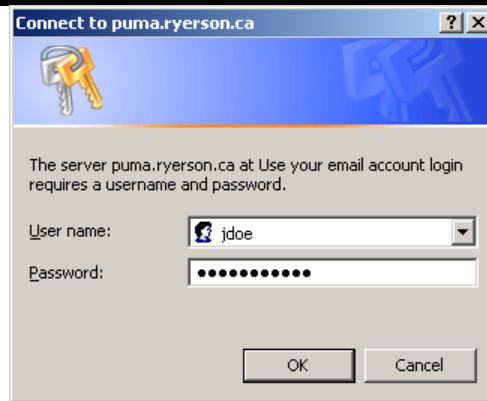 Connect to puma.ryerson.ca
The server puma.ryerson.ca at Use your email account login
requires a username and password.
User name:
jdoe
Password:
•••••••••••
OK
Cancel